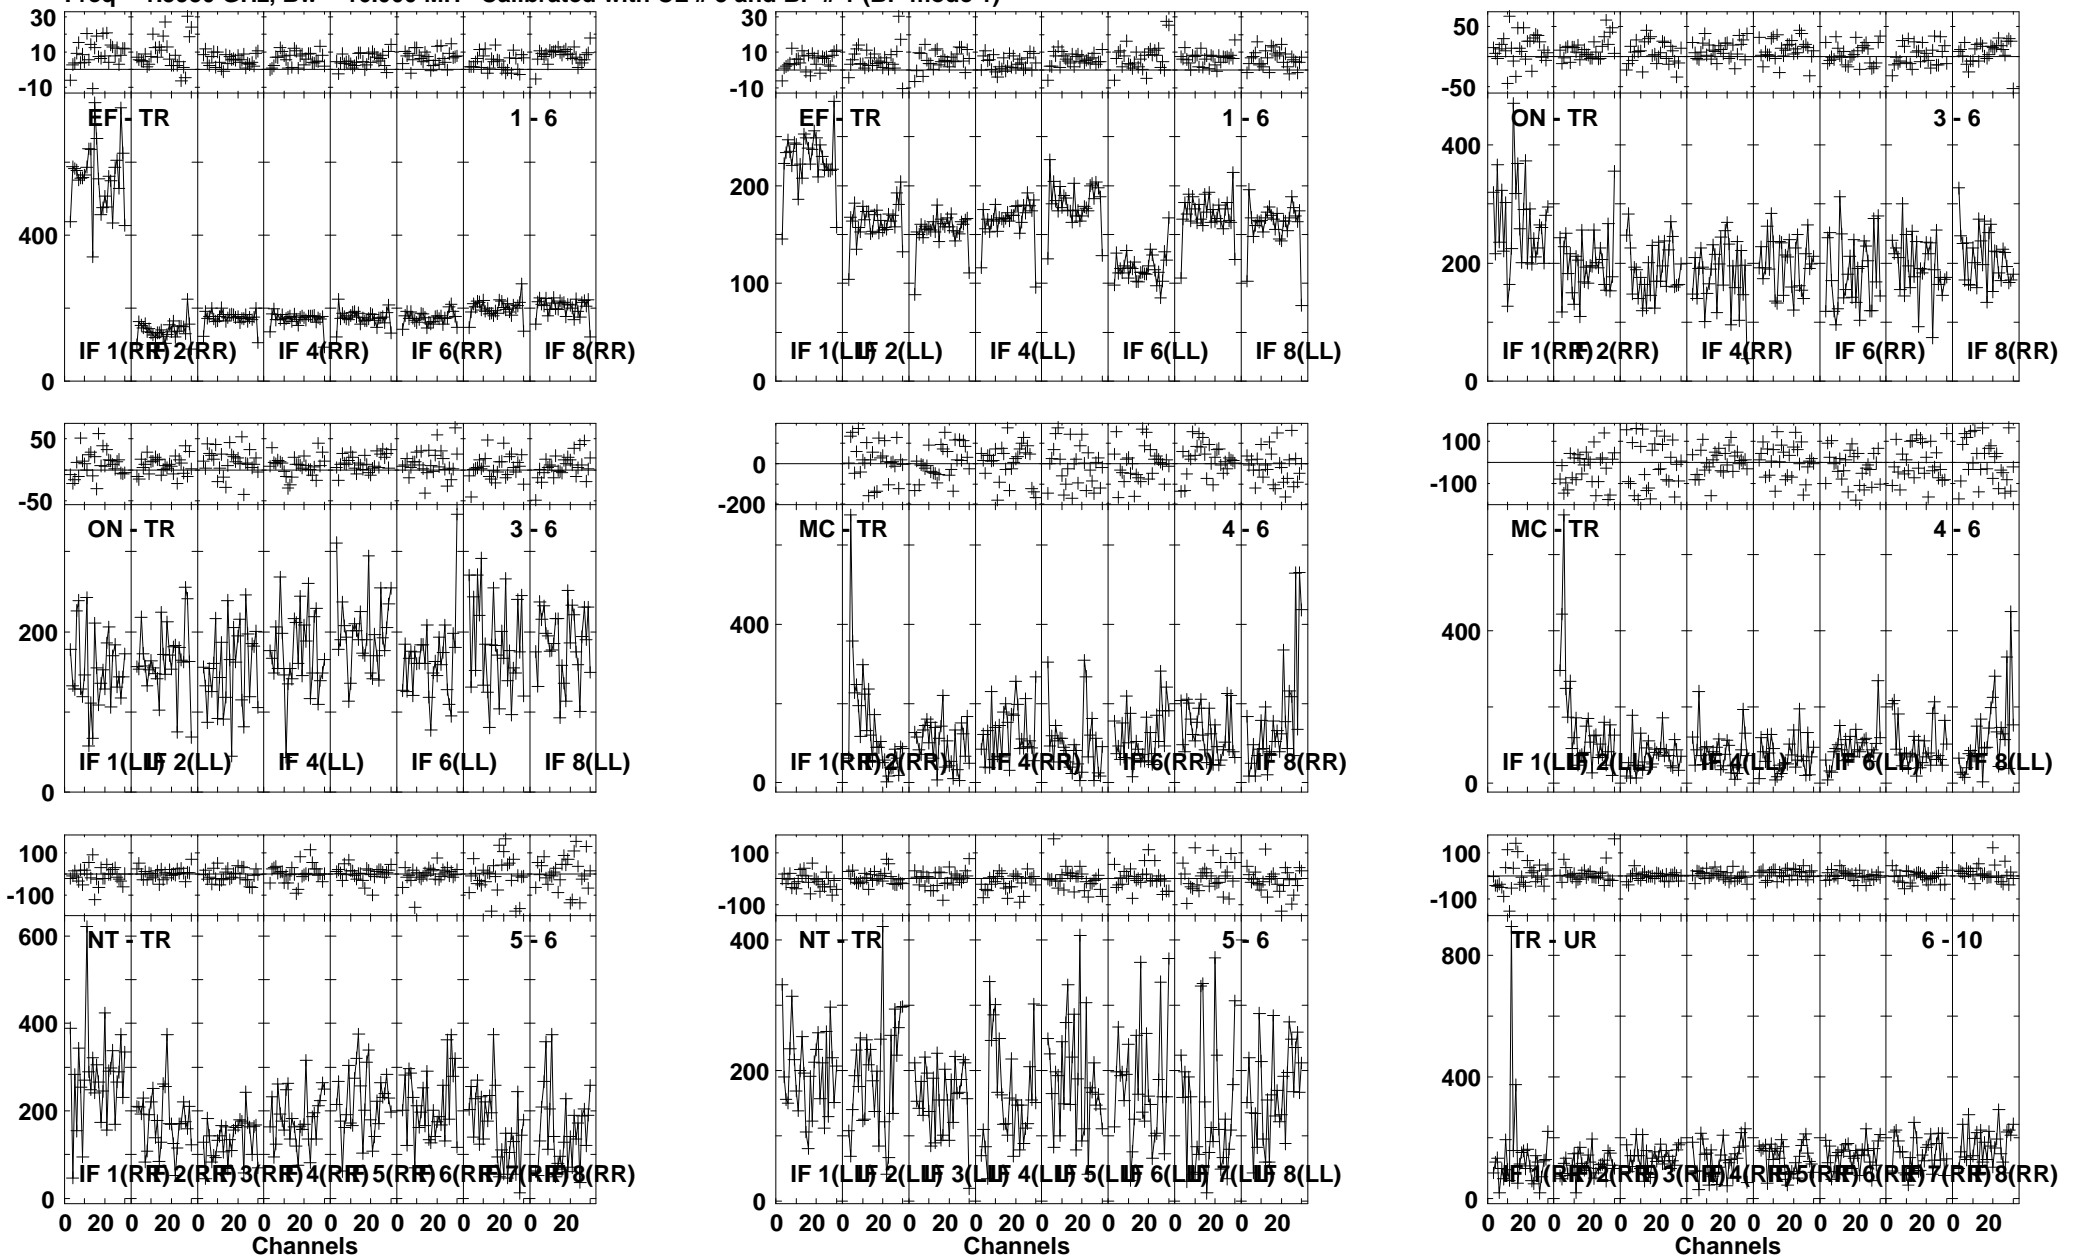 Freq = GHz, Bw = Calibrated with CL # and BP # (BP mode 1)
30
10
-10
EF - TR 1 - 6
400
0
IF 1(RR) IF 2(RR) IF 4(RR) IF 6(RR) IF 8(RR)
30
10
-10
EF - TR 1 - 6
200
100
0
IF 1(LL) IF 2(LL) IF 4(LL) IF 6(LL) IF 8(LL)
50
-50
ON - TR 3 - 6
400
200
0
IF 1(RR) IF 2(RR) IF 4(RR) IF 6(RR) IF 8(RR)
50
-50
ON - TR 3 - 6
200
0
IF 1(LL) IF 2(LL) IF 4(LL) IF 6(LL) IF 8(LL)
0
-200
MC - TR 4 - 6
400
0
IF 1(RR) IF 2(RR) IF 4(RR) IF 6(RR) IF 8(RR)
100
-100
MC - TR 4 - 6
400
0
IF 1(LL) IF 2(LL) IF 4(LL) IF 6(LL) IF 8(LL)
100
-100
NT - TR 5 - 6
600
400
200
0
IF 1(RR) IF 2(RR) IF 3(RR) IF 4(RR) IF 5(RR) IF 6(RR) IF 7(RR) IF 8(RR)
0 20 0 20 0 20 0 20 0 20 0 20 0 20 0 20
Channels
100
-100
NT - TR 5 - 6
400
200
0
IF 1(LL) IF 2(LL) IF 3(LL) IF 4(LL) IF 5(LL) IF 6(LL) IF 7(LL) IF 8(LL)
0 20 0 20 0 20 0 20 0 20 0 20 0 20 0 20
Channels
100
-100
TR - UR 6 - 10
800
400
0
IF 1(RR) IF 2(RR) IF 3(RR) IF 4(RR) IF 5(RR) IF 6(RR) IF 7(RR) IF 8(RR)
0 20 0 20 0 20 0 20 0 20 0 20 0 20 0 20
Channels